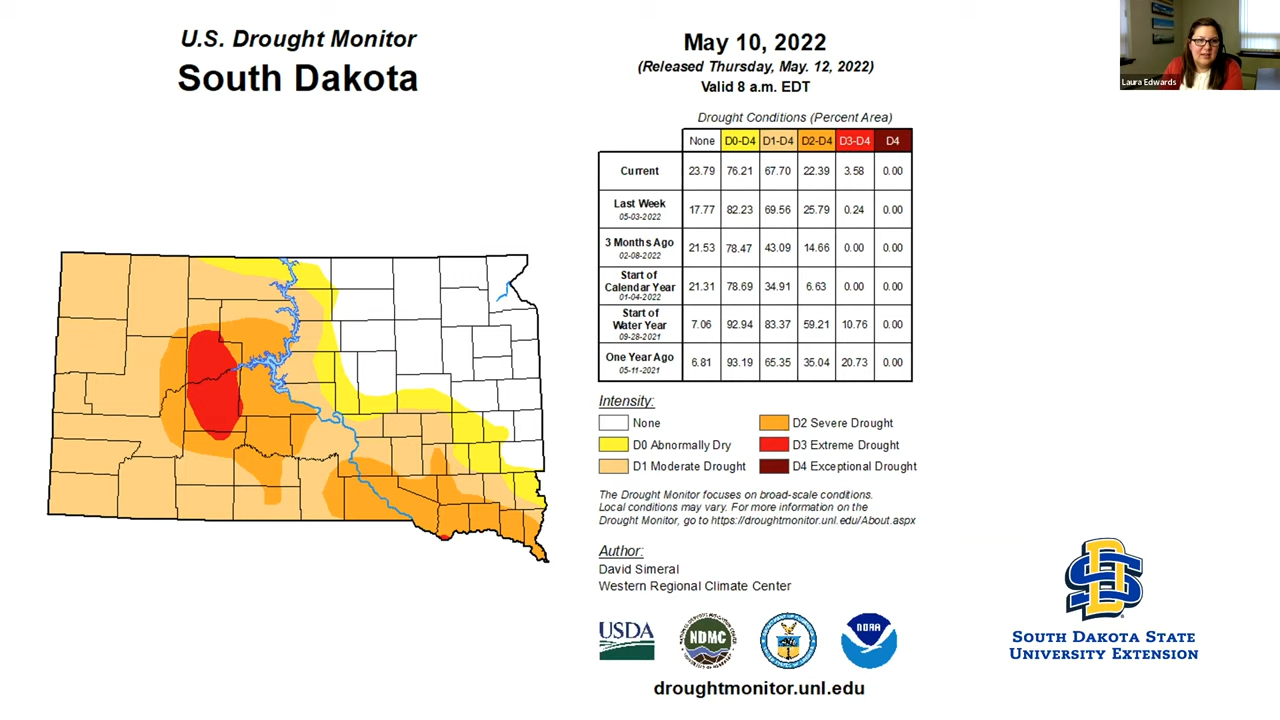 U.S. Drought Monitor
South Dakota
May 10, 2022
(Released Thursday, May. 12, 2022)
Valid 8 a.m. EDT
Laura Edwards
Drought Conditions (Percent Area)
None D0-D4 D1-D4 D2-D4 D3-D4 D4
Current 23.79 76.21 67.70 22.39 3.58 0.00
Last Week
05-03-2022 17.77 82.23 69.56 25.79 0.24 0.00
3 Months Ago
02-08-2022 21.53 78.47 43.09 14.66 0.00 0.00
Start of
Calendar Year
01-04-2022 21.31 78.69 34.91 6.63 0.00 0.00
Start of
Water Year
09-28-2021 7.06 92.94 83.37 59.21 10.76 0.00
One Year Ago
05-11-2021 6.81 93.19 65.35 35.04 20.73 0.00
Intensity:
None
D0 Abnormally Dry
D1 Moderate Drought
D2 Severe Drought
D3 Extreme Drought
D4 Exceptional Drought
The Drought Monitor focuses on broad-scale conditions.
Local conditions may vary. For more information on the
Drought Monitor, go to https://droughtmonitor.unl.edu/About.aspx
Author:
David Simeral
Western Regional Climate Center
USDA
NDMC
NOAA
droughtmonitor.unl.edu
SOUTH DAKOTA STATE
UNIVERSITY EXTENSION